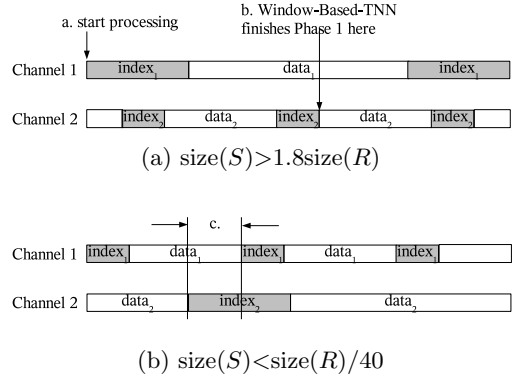 b. Window-Based-TNN
a. start processing finishes Phase 1 here
Channel 1 index₁ data₁ index₁
Channel 2 index₂ data₂ index₂ data₂ index₂
(a) size(S)>1.8size(R)
c.
Channel 1 index₁ data₁ index₁ data₁ index₁
Channel 2 data₂ index₂ data₂
(b) size(S)<size(R)/40